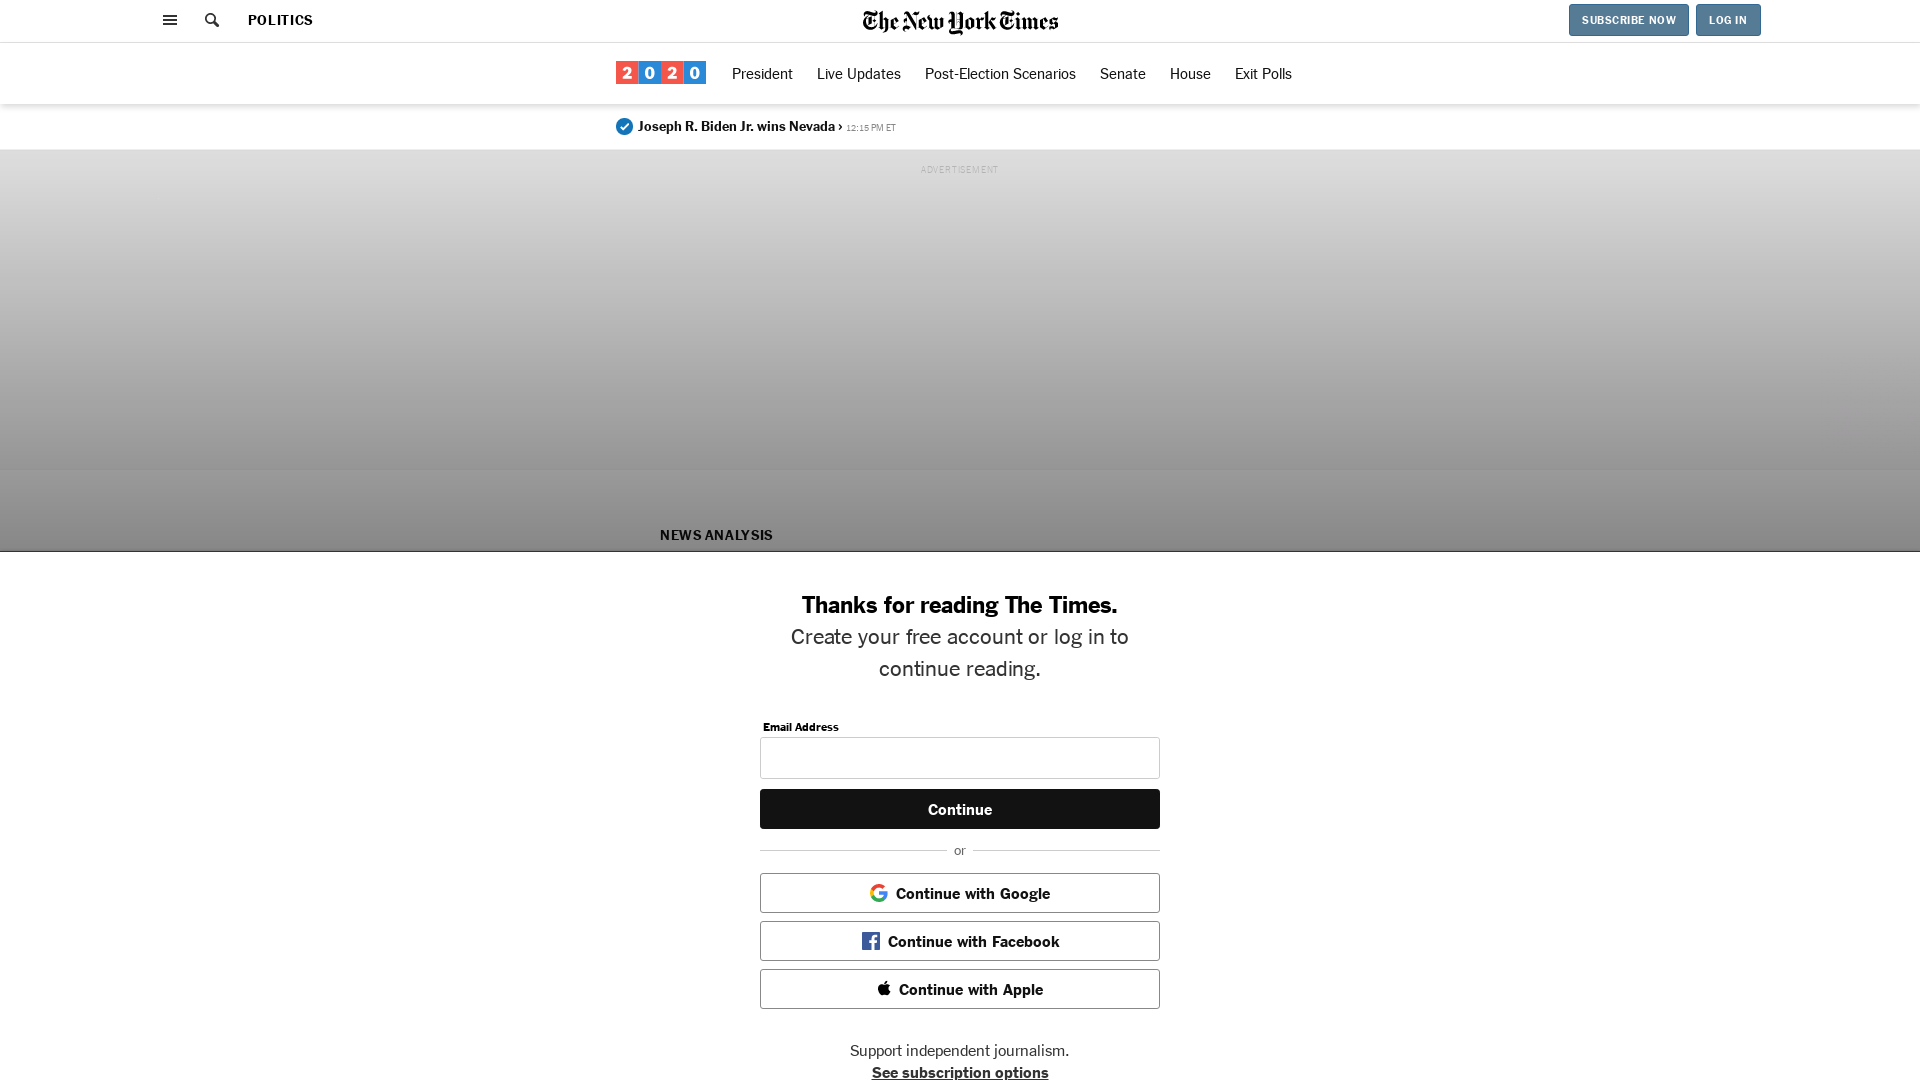 POLITICS
The New York Times
SUBSCRIBE NOW
LOG IN
2020
President
Live Updates
Post-Election Scenarios
Senate
House
Exit Polls
Joseph R. Biden Jr. wins Nevada › 12:15 PM ET
ADVERTISEMENT
NEWS ANALYSIS
Thanks for reading The Times.
Create your free account or log in to
continue reading.
Email Address
Continue
or
Continue with Google
Continue with Facebook
Continue with Apple
Support independent journalism.
See subscription options